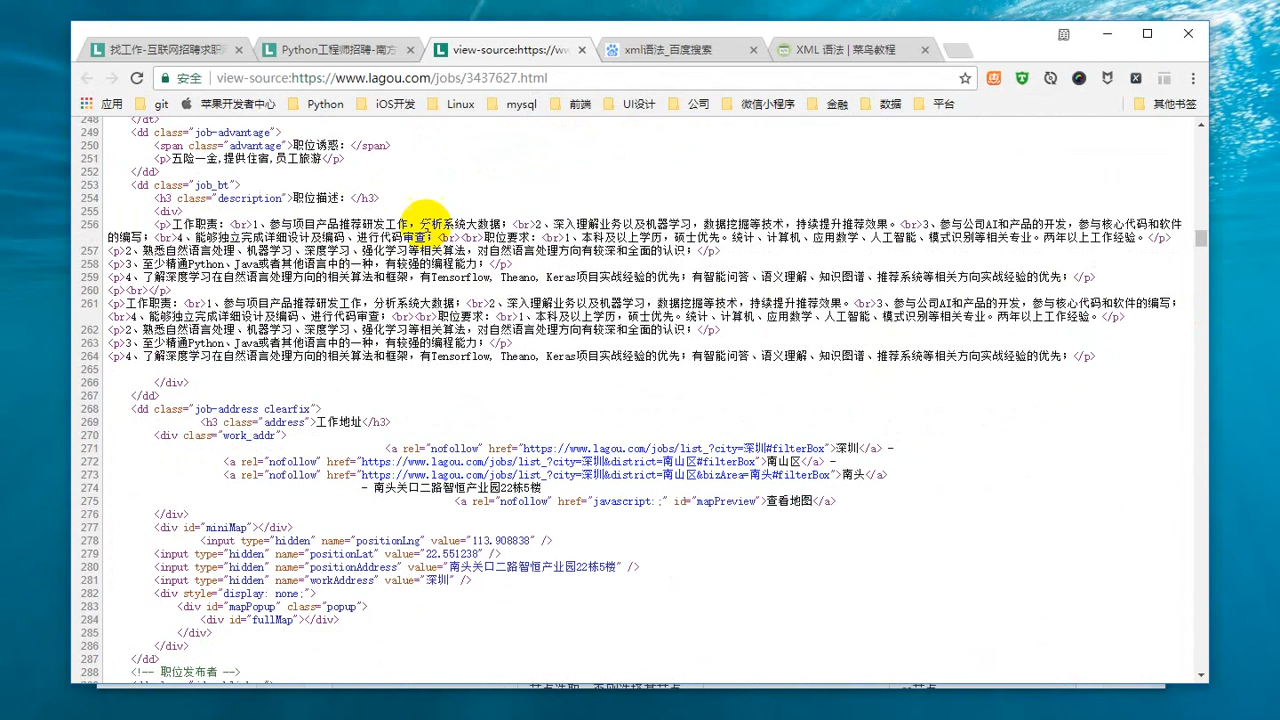 找工作-互联网招聘求职 Python工程师招聘-南方 view-source:https://ww xml语法_百度搜索 XML 语法 | 菜鸟教程
安全 view-source:https://www.lagou.com/jobs/3437627.html
应用 git 苹果开发者中心 Python iOS开发 Linux mysql 前端 UI设计 公司 微信小程序 金融 数据 平台 其他书签
248 </dt>
249 <dd class="job-advantage">
250 <span class="advantage">职位诱惑：</span>
251 <p>五险一金,提供住宿,员工旅游</p>
252 </dd>
253 <dd class="job_bt">
254 <h3 class="description">职位描述：</h3>
255 <div>
256 <p>工作职责：<br>1、参与项目产品推荐研发工作，分析系统大数据；<br>2、深入理解业务以及机器学习，数据挖掘等技术，持续提升推荐效果。<br>3、参与公司AI和产品的开发，参与核心代码和软件
的编写；<br>4、能够独立完成详细设计及编码、进行代码审查；<br><br>职位要求：<br>1、本科及以上学历，硕士优先。统计、计算机、应用数学、人工智能、模式识别等相关专业。两年以上工作经验。</p>
257 <p>2、熟悉自然语言处理、机器学习、深度学习、强化学习等相关算法，对自然语言处理方向有较深和全面的认识；</p>
258 <p>3、至少精通Python、Java或者其他语言中的一种，有较强的编程能力；</p>
259 <p>4、了解深度学习在自然语言处理方向的相关算法和框架，有Tensorflow, Theano, Keras项目实战经验的优先；有智能问答、语义理解、知识图谱、推荐系统等相关方向实战经验的优先；</p>
260 <p><br></p>
261 <p>工作职责：<br>1、参与项目产品推荐研发工作，分析系统大数据；<br>2、深入理解业务以及机器学习，数据挖掘等技术，持续提升推荐效果。<br>3、参与公司AI和产品的开发，参与核心代码和软件的编写；
<br>4、能够独立完成详细设计及编码、进行代码审查；<br><br>职位要求：<br>1、本科及以上学历，硕士优先。统计、计算机、应用数学、人工智能、模式识别等相关专业。两年以上工作经验。</p>
262 <p>2、熟悉自然语言处理、机器学习、深度学习、强化学习等相关算法，对自然语言处理方向有较深和全面的认识；</p>
263 <p>3、至少精通Python、Java或者其他语言中的一种，有较强的编程能力；</p>
264 <p>4、了解深度学习在自然语言处理方向的相关算法和框架，有Tensorflow, Theano, Keras项目实战经验的优先；有智能问答、语义理解、知识图谱、推荐系统等相关方向实战经验的优先；</p>
265
266 </div>
267 </dd>
268 <dd class="job-address clearfix">
269 <h3 class="address">工作地址</h3>
270 <div class="work_addr">
271 <a rel="nofollow" href="https://www.lagou.com/jobs/list_?city=深圳#filterBox">深圳</a> -
272 <a rel="nofollow" href="https://www.lagou.com/jobs/list_?city=深圳&district=南山区#filterBox">南山区</a> -
273 <a rel="nofollow" href="https://www.lagou.com/jobs/list_?city=深圳&district=南山区&bizArea=南头#filterBox">南头</a>
274 - 南头关口二路智恒产业园22栋5楼
275 <a rel="nofollow" href="javascript:;" id="mapPreview">查看地图</a>
276 </div>
277 <div id="miniMap"></div>
278 <input type="hidden" name="positionLng" value="113.908838" />
279 <input type="hidden" name="positionLat" value="22.551238" />
280 <input type="hidden" name="positionAddress" value="南头关口二路智恒产业园22栋5楼" />
281 <input type="hidden" name="workAddress" value="深圳" />
282 <div style="display: none;">
283 <div id="mapPopup" class="popup">
284 <div id="fullMap"></div>
285 </div>
286 </div>
287 </dd>
288 <!-- 职位发布者 -->